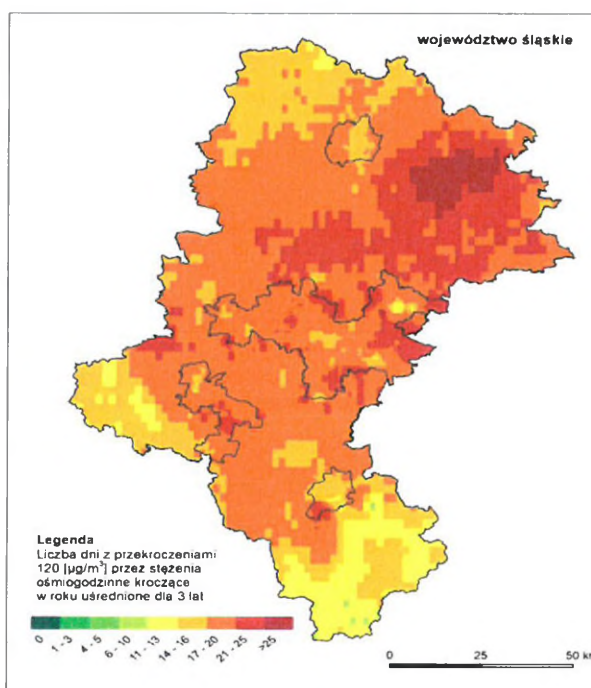 województwo śląskie
Legenda
Liczba dni z przekroczeniami
120 [µg/m³] przez stężenia
ośmiogodzinne kroczące
w roku uśrednione dla 3 lat
0 1 - 3 4 - 5 6 - 10 11 - 13 14 - 16 17 - 20 21 - 25 >25
0 25 50 km